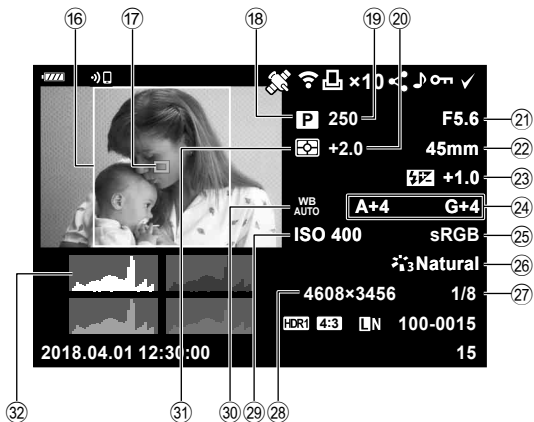 ⑯ ⑰ ⑱ ⑲ ⑳
×10
P 250 F5.6 ㉑
+2.0 45mm ㉒
+1.0 ㉓
WB AUTO A+4 G+4 ㉔
ISO 400 sRGB ㉕
3 Natural ㉖
4608×3456 1/8 ㉗
HDR1 4:3 LN 100-0015
2018.04.01 12:30:00 15
㉜ ㉛ ㉚ ㉙ ㉘